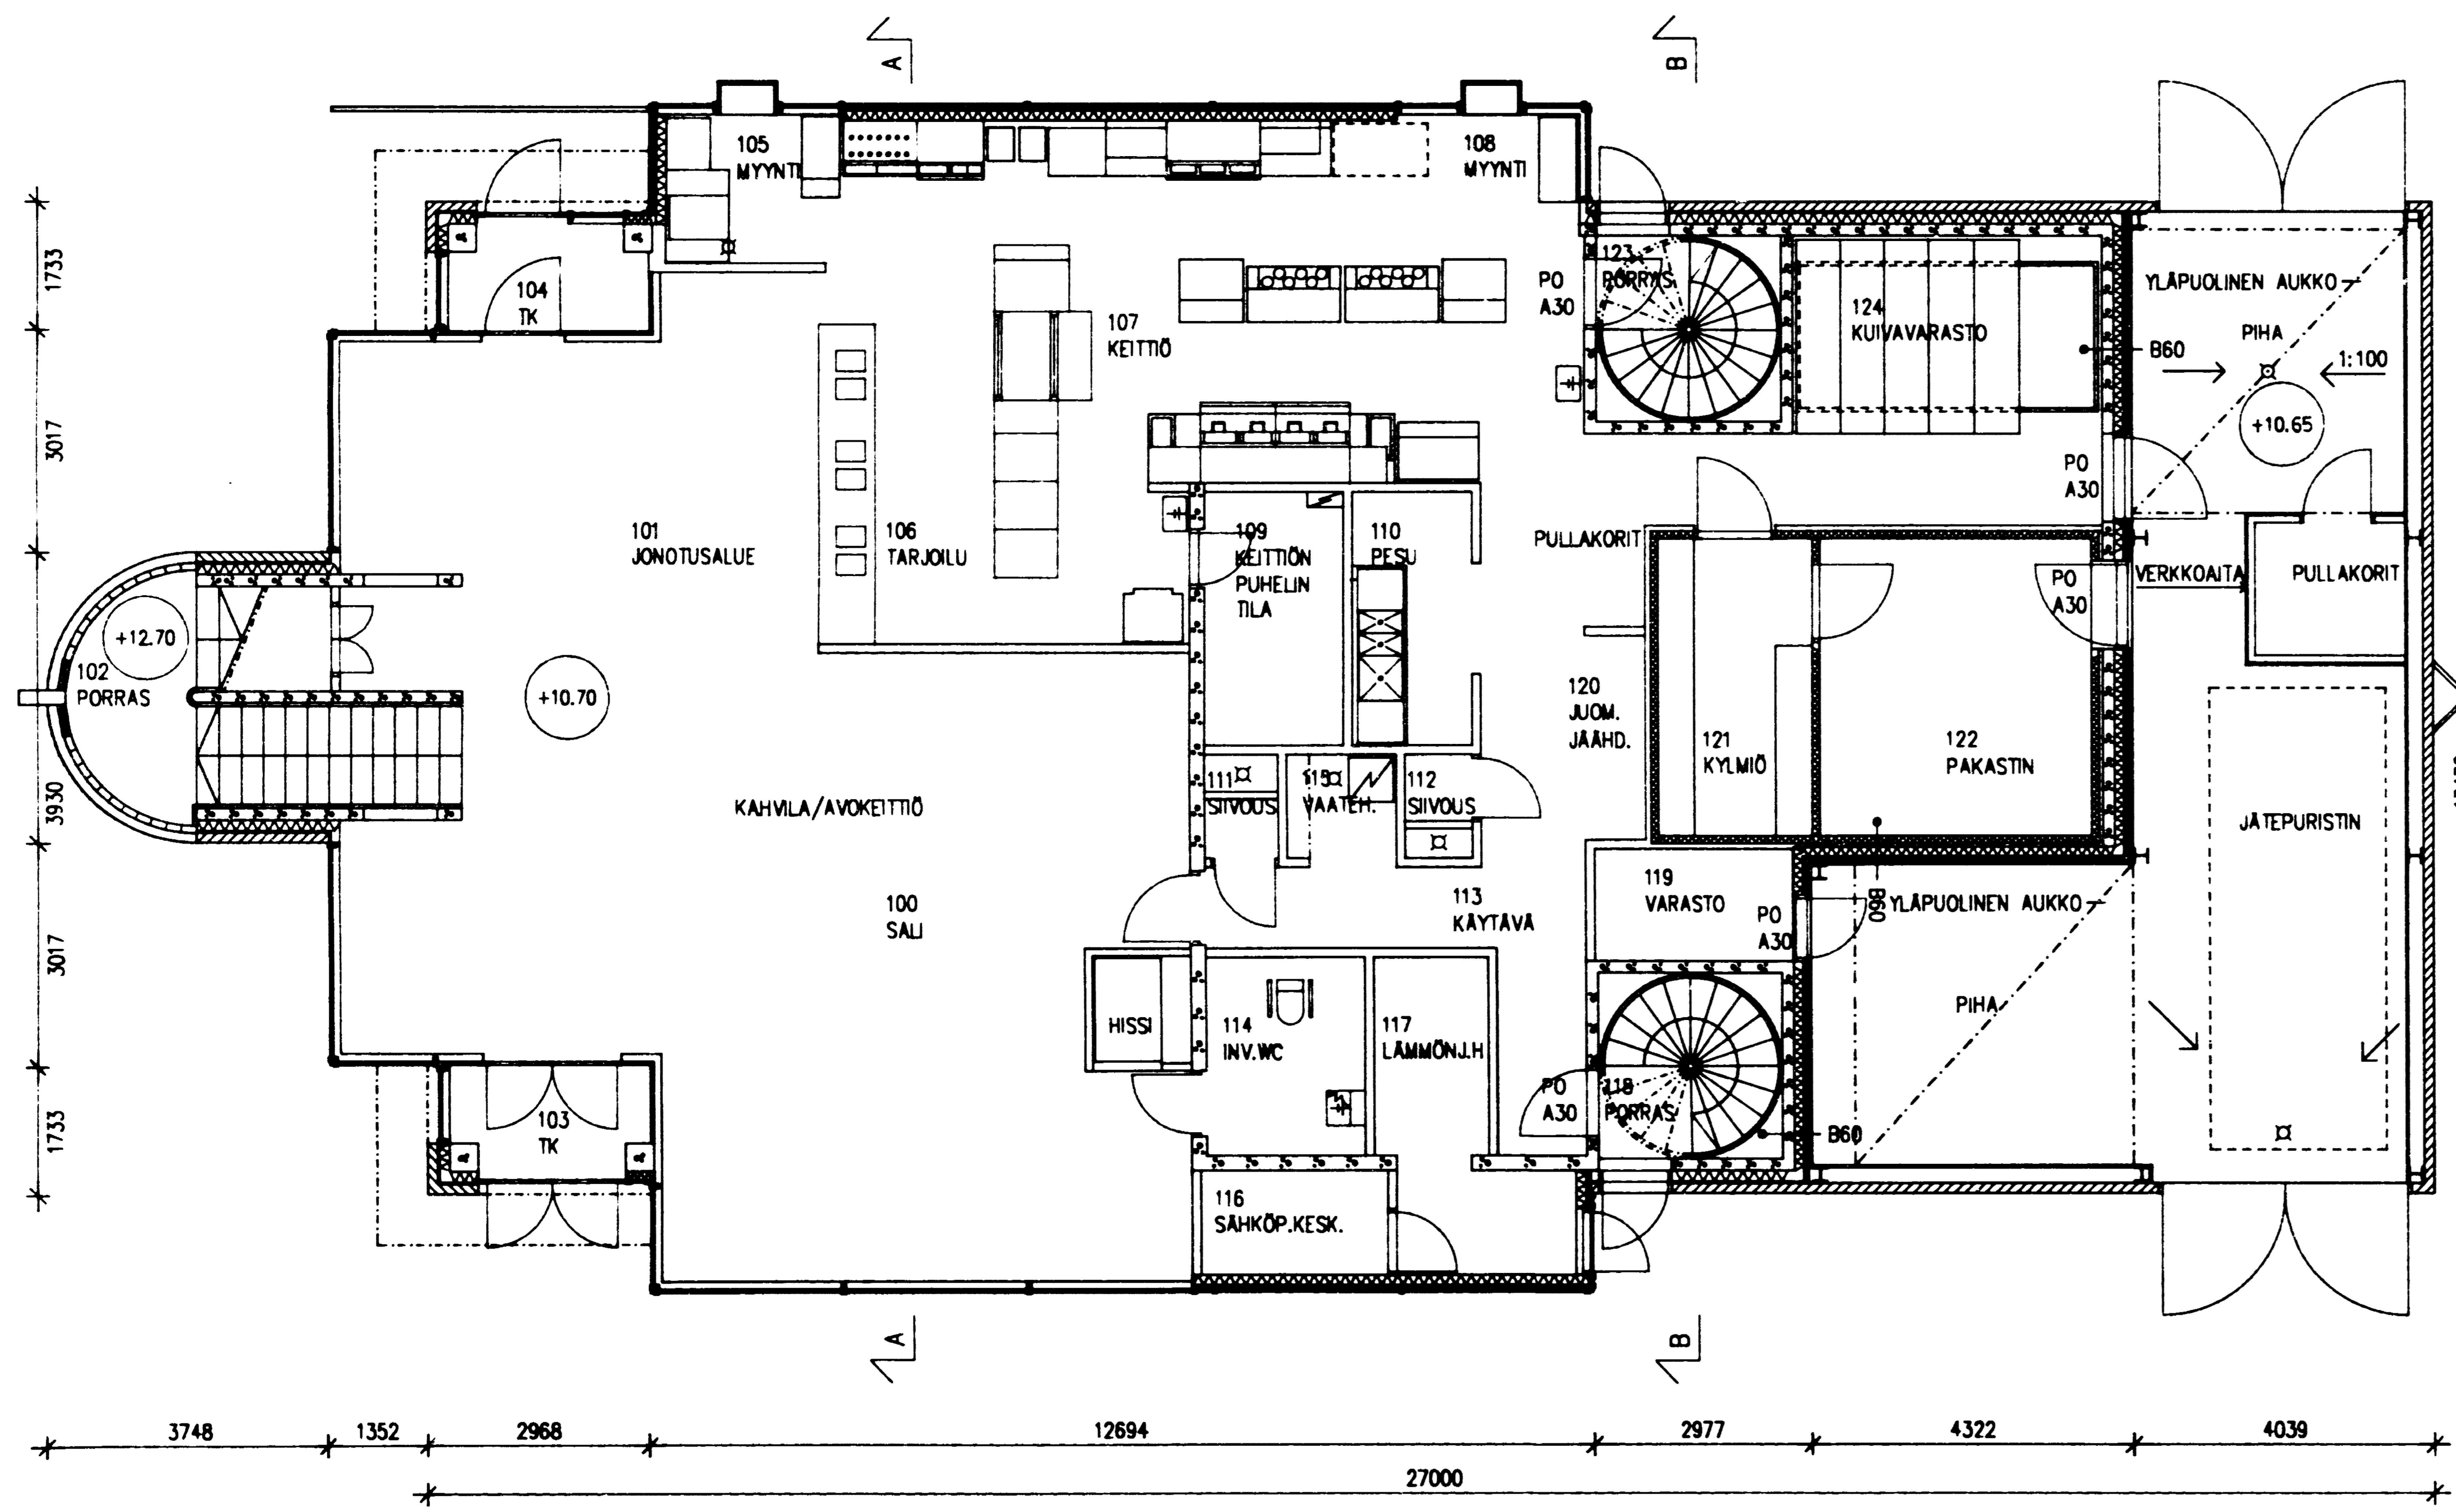 A
B
105
MYYNTI
108
MYYNTI
104
TK
107
KEITTIÖ
PO
A30
123
PORRAS
124
KUIVAVARASTO
B60
YLÄPUOLINEN AUKKO
PIHA
1:100
+10.65
PO
A30
101
JONOTUSALUE
106
TARJOILU
109
KEITTIÖN
PUHELIN
TILA
110
PESU
PULLAKORIT
PO
A30
VERKKOAITA
PULLAKORIT
+12.70
102
PORRAS
+10.70
120
JUOM.
JÄÄHD.
121
KYLMIÖ
122
PAKASTIN
JÄTEPURISTIN
KAHVILA/AVOKEITTIÖ
111
SIIVOUS
115
VAATEH.
112
SIIVOUS
100
SALI
113
KÄYTÄVÄ
119
VARASTO
PO
A30
B60
YLÄPUOLINEN AUKKO
PIHA
HISSI
114
INV.WC
117
LÄMMÖNJ.H
PO
A30
118
PORRAS
B60
103
TK
116
SÄHKÖP.KESK.
A
B
1733
3017
3930
3017
1733
3748
1352
2968
12694
2977
4322
4039
27000